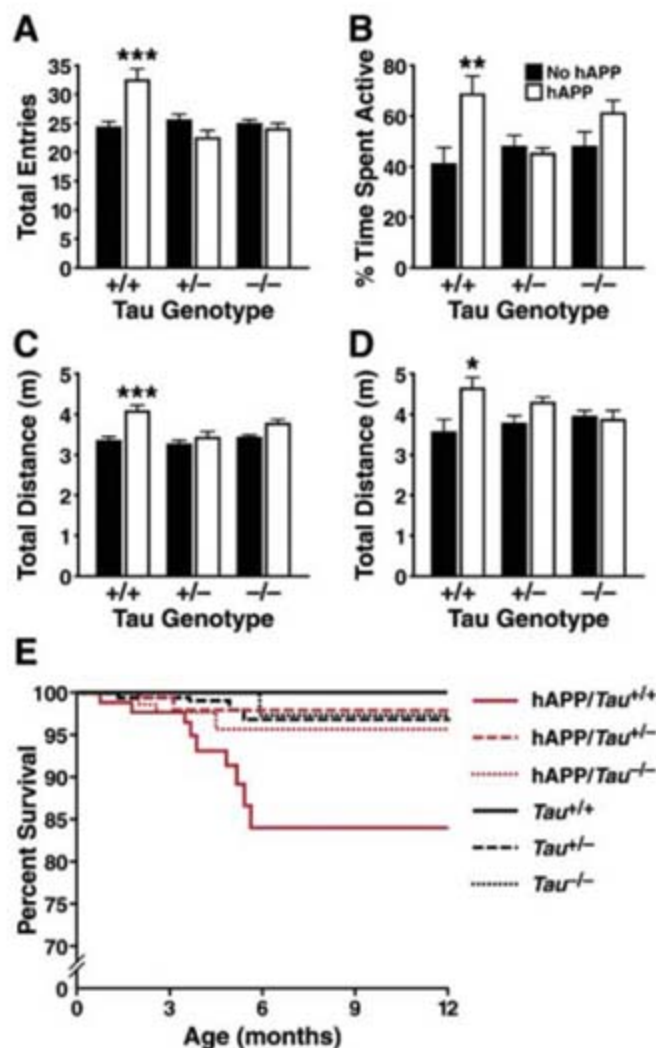 A
***
35
30
25
20
15
10
5
0
Total Entries
+/+ +/– –/–
Tau Genotype
B
**
No hAPP
hAPP
80
60
40
20
0
% Time Spent Active
+/+ +/– –/–
Tau Genotype
C
***
5
4
3
2
1
0
Total Distance (m)
+/+ +/– –/–
Tau Genotype
D
*
5
4
3
2
1
0
Total Distance (m)
+/+ +/– –/–
Tau Genotype
E
100
95
90
85
80
75
70
0
Percent Survival
0 3 6 9 12
Age (months)
hAPP/Tau+/+
hAPP/Tau+/–
hAPP/Tau–/–
Tau+/+
Tau+/–
Tau–/–